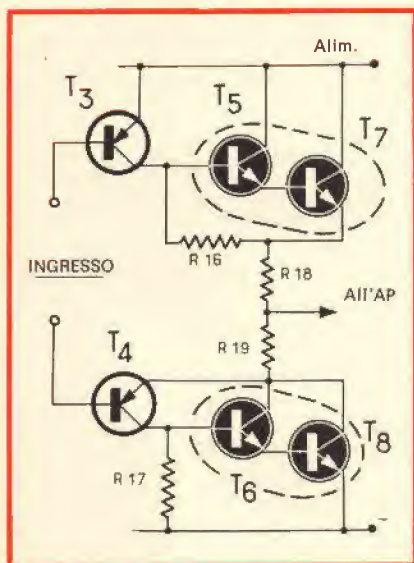 Alim.
T3
T5
T7
R 16
R 18
INGRESSO
All'AP
R 19
T4
T8
R 17
T6
-